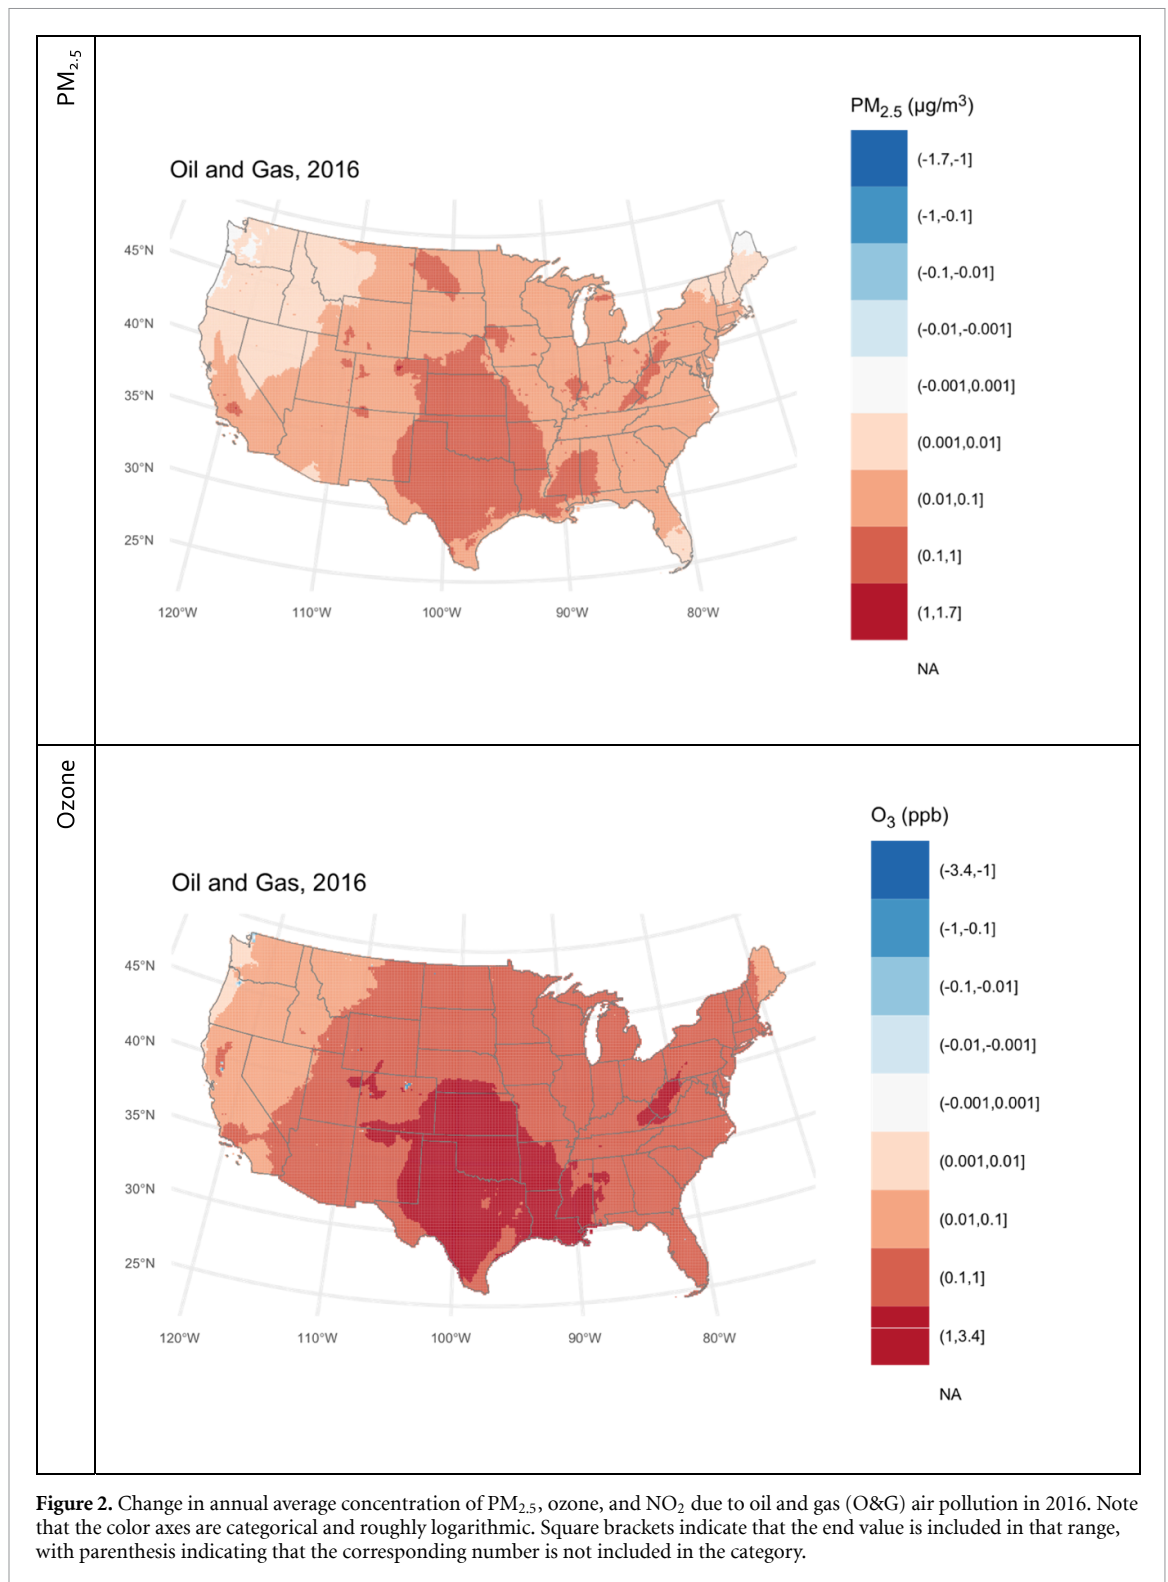 PM2.5
PM2.5 (µg/m3)
Oil and Gas, 2016
(-1.7,-1]
(-1,-0.1]
(-0.1,-0.01]
(-0.01,-0.001]
(-0.001,0.001]
(0.001,0.01]
(0.01,0.1]
(0.1,1]
(1,1.7]
NA
45°N
40°N
35°N
30°N
25°N
120°W 110°W 100°W 90°W 80°W
Ozone
O3 (ppb)
Oil and Gas, 2016
(-3.4,-1]
(-1,-0.1]
(-0.1,-0.01]
(-0.01,-0.001]
(-0.001,0.001]
(0.001,0.01]
(0.01,0.1]
(0.1,1]
(1,3.4]
NA
45°N
40°N
35°N
30°N
25°N
120°W 110°W 100°W 90°W 80°W
Figure 2. Change in annual average concentration of PM2.5, ozone, and NO2 due to oil and gas (O&G) air pollution in 2016. Note
that the color axes are categorical and roughly logarithmic. Square brackets indicate that the end value is included in that range,
with parenthesis indicating that the corresponding number is not included in the category.